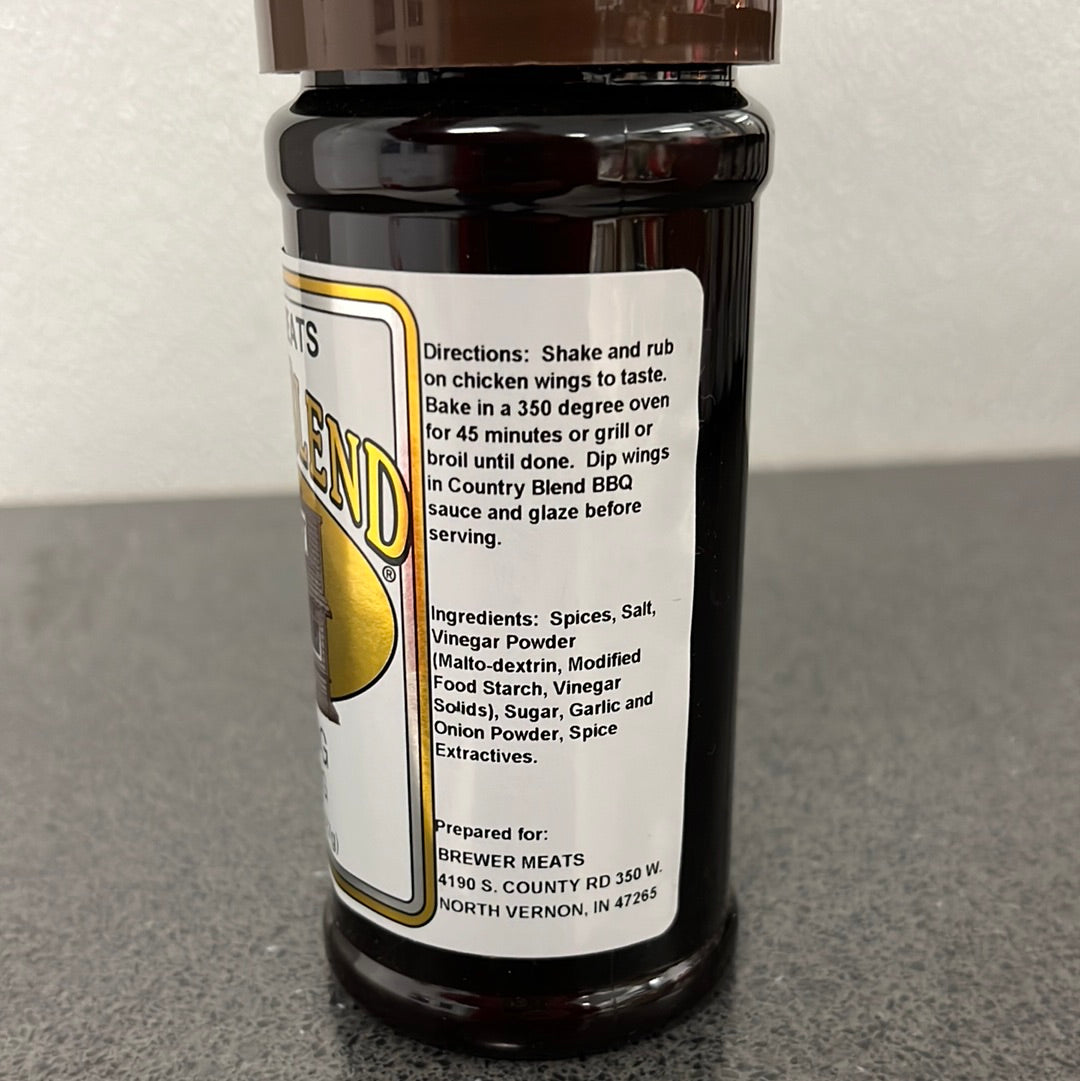 EATS
LEND
®
G
g)
Directions: Shake and rub
on chicken wings to taste.
Bake in a 350 degree oven
for 45 minutes or grill or
broil until done. Dip wings
in Country Blend BBQ
sauce and glaze before
serving.
Ingredients: Spices, Salt,
Vinegar Powder
(Malto-dextrin, Modified
Food Starch, Vinegar
Solids), Sugar, Garlic and
Onion Powder, Spice
Extractives.
Prepared for:
BREWER MEATS
4190 S. COUNTY RD 350 W.
NORTH VERNON, IN 47265